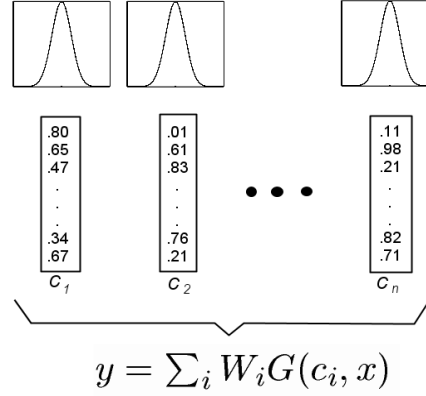 .80 .01 .11
.65 .61 .98
.47 .83 .21
. . .
. . .
. . .
.34 .76 .82
.67 .21 .71
c₁ c₂ • • • cₙ
y = ∑ᵢ WᵢG(cᵢ, x)